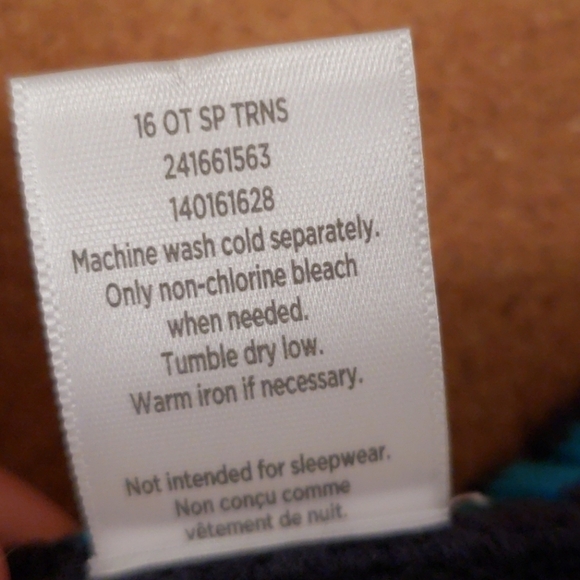 16 OT SP TRNS
241661563
140161628
Machine wash cold separately.
Only non-chlorine bleach
when needed.
Tumble dry low.
Warm iron if necessary.
Not intended for sleepwear.
Non conçu comme
vêtement de nuit.